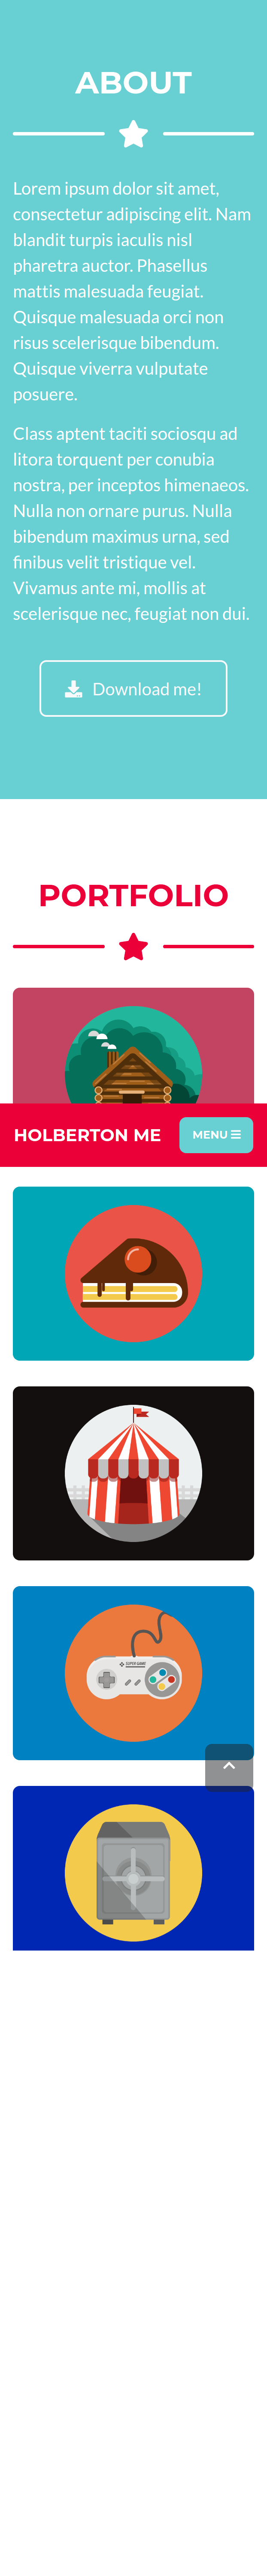 ABOUT
Lorem ipsum dolor sit amet,
consectetur adipiscing elit. Nam
blandit turpis iaculis nisl
pharetra auctor. Phasellus
mattis malesuada feugiat.
Quisque malesuada orci non
risus scelerisque bibendum.
Quisque viverra vulputate
posuere.
Class aptent taciti sociosqu ad
litora torquent per conubia
nostra, per inceptos himenaeos.
Nulla non ornare purus. Nulla
bibendum maximus urna, sed
finibus velit tristique vel.
Vivamus ante mi, mollis at
scelerisque nec, feugiat non dui.
Download me!
PORTFOLIO
HOLBERTON ME
MENU
SUPER GAME